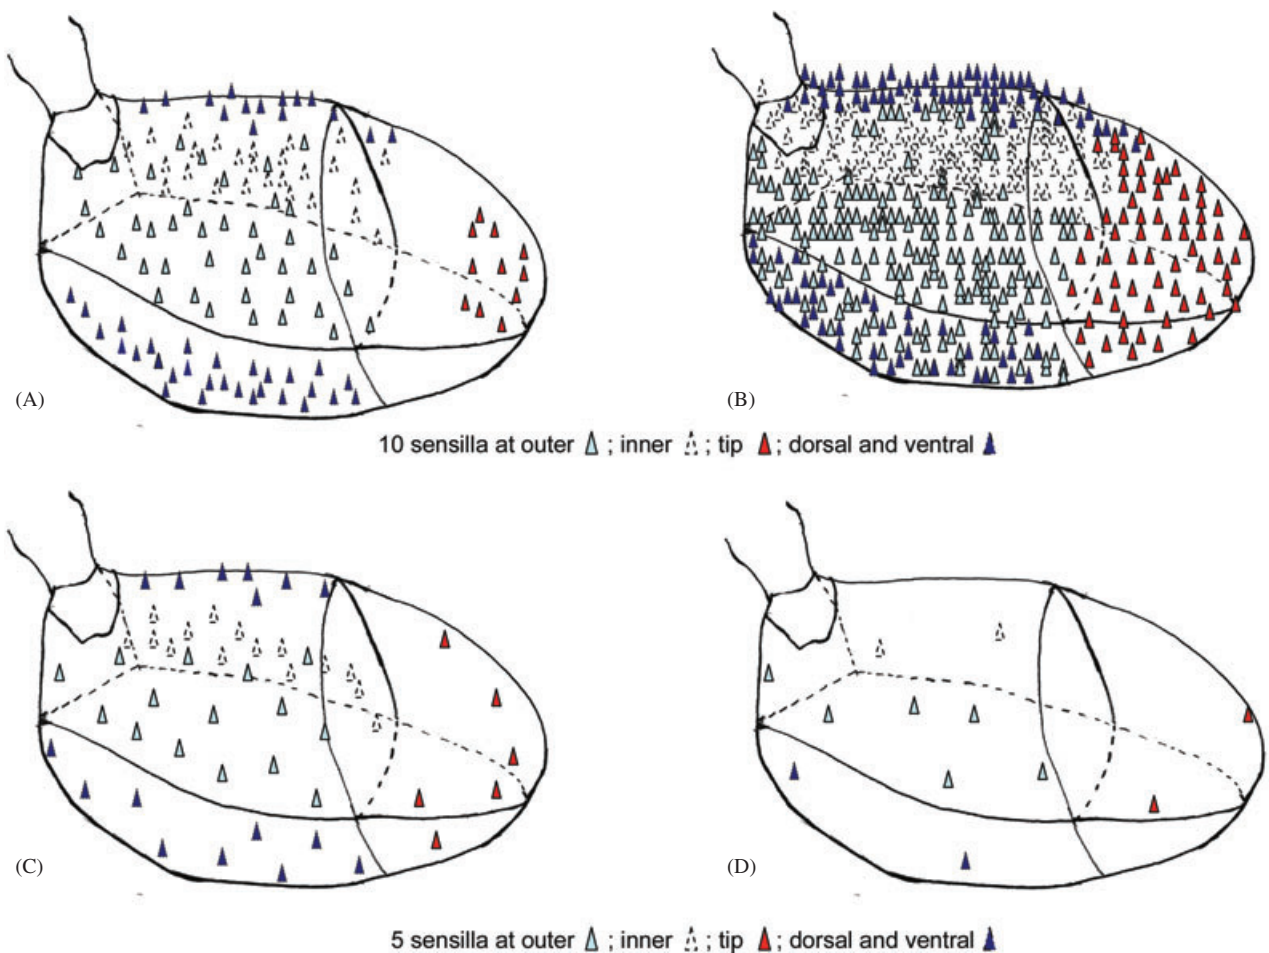 (A)
(B)
10 sensilla at outer ; inner ; tip ; dorsal and ventral
(C)
(D)
5 sensilla at outer ; inner ; tip ; dorsal and ventral